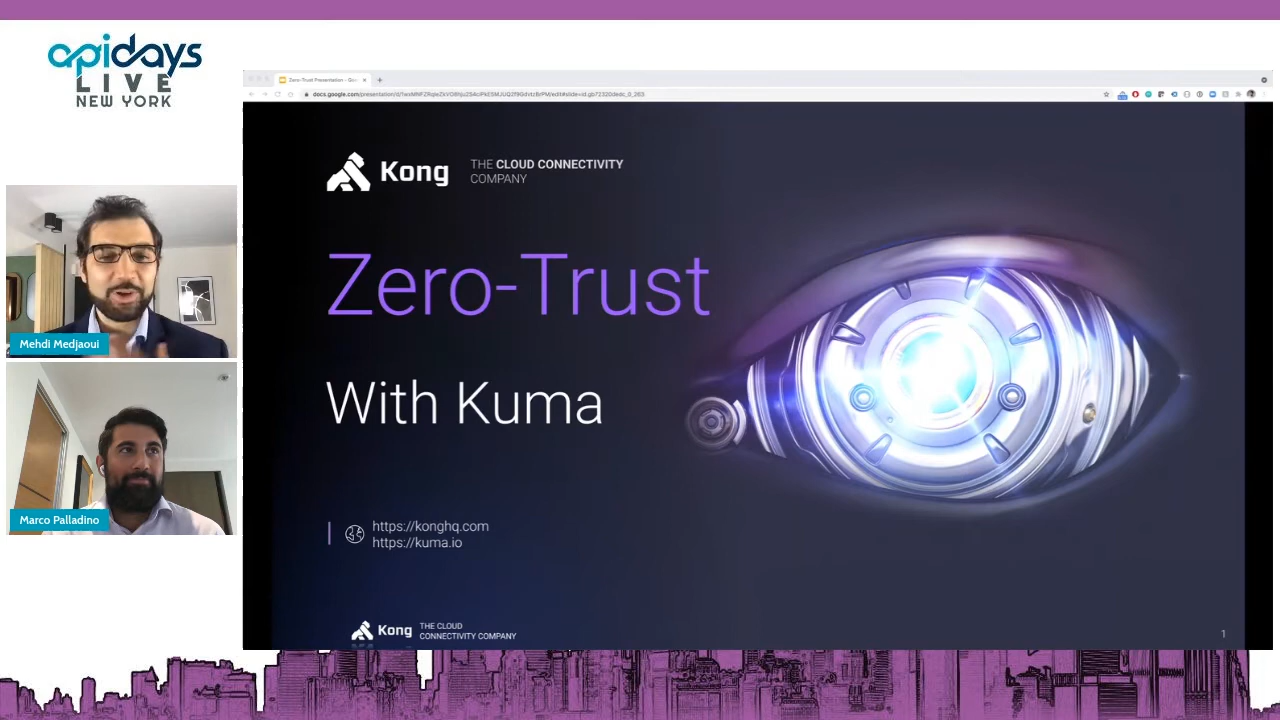 apidays
LIVE
NEW YORK
Mehdi Medjaoui
Marco Palladino
Kong
THE CLOUD CONNECTIVITY
COMPANY
Zero-Trust
With Kuma
https://konghq.com
https://kuma.io
Kong
THE CLOUD
CONNECTIVITY COMPANY
1